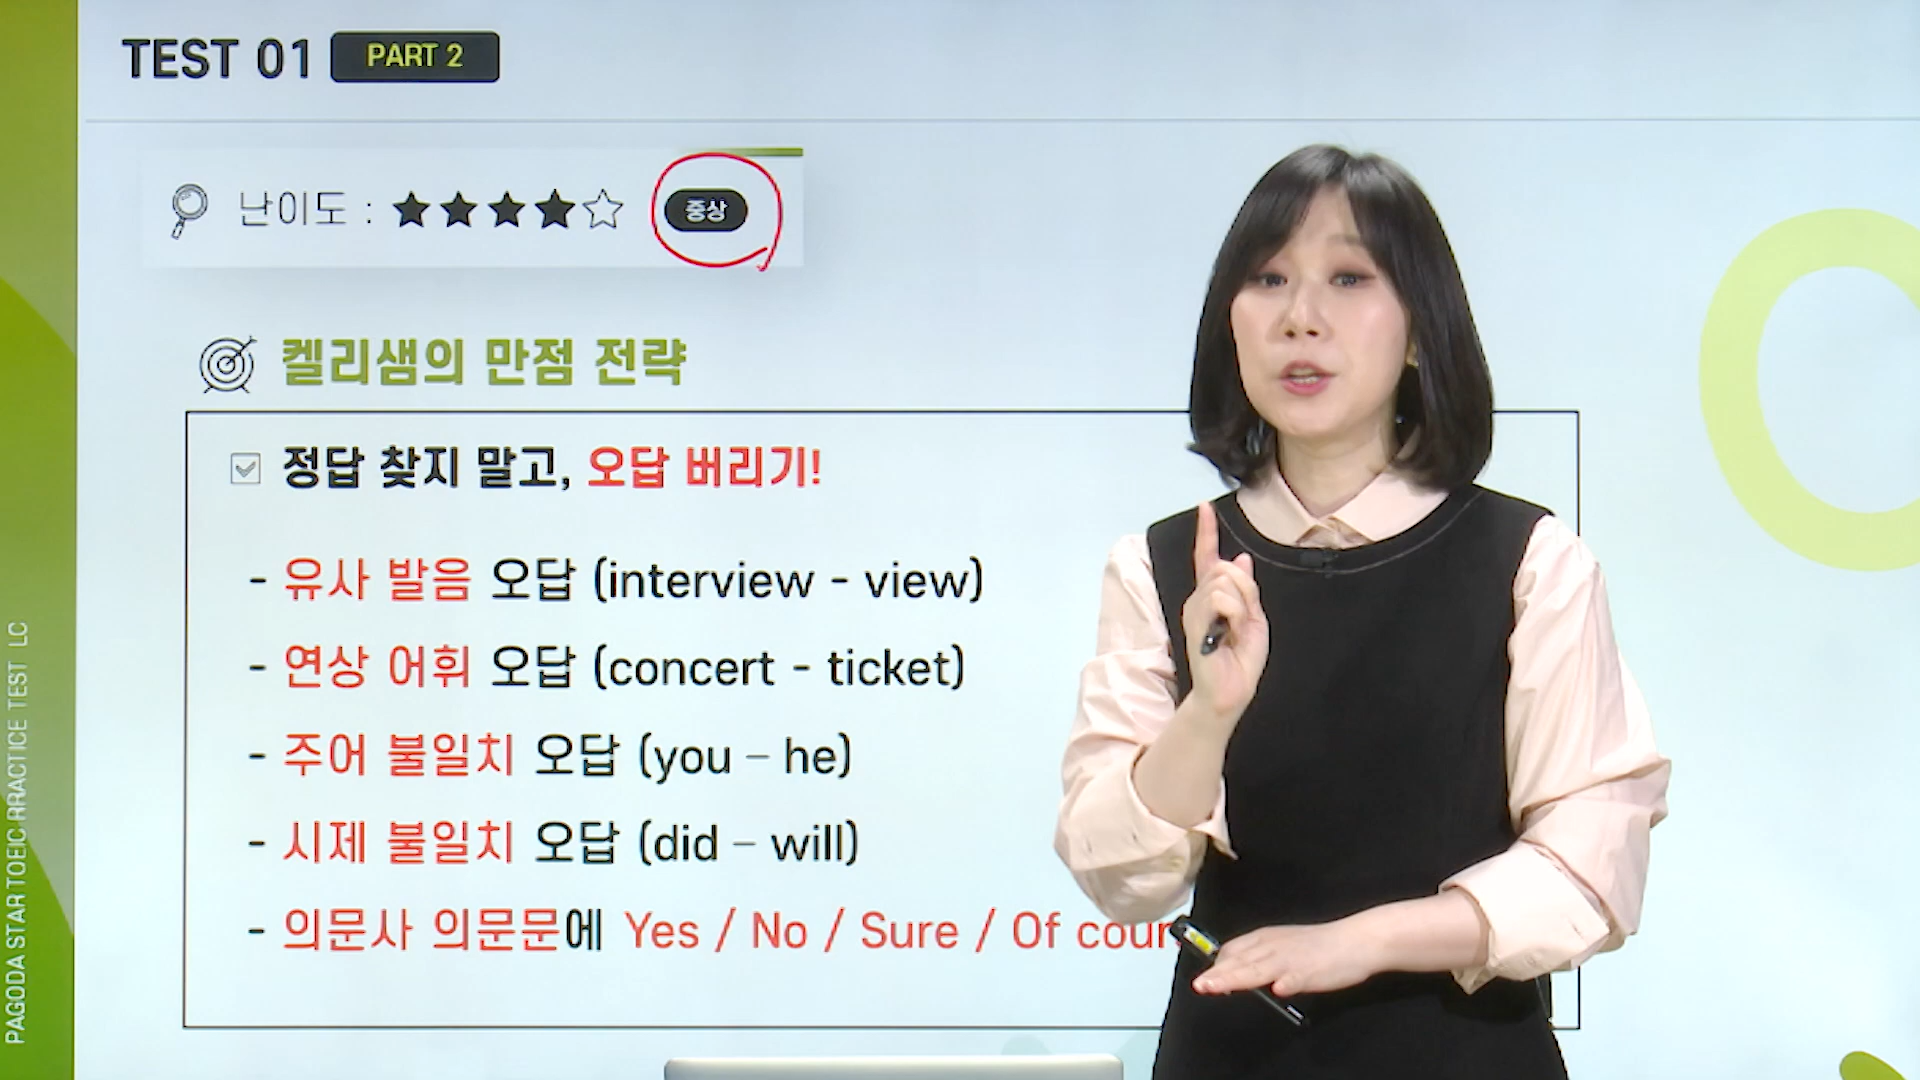 TEST 01 PART 2
난이도 : ★★★★☆ 중상
켈리샘의 만점 전략
정답 찾지 말고, 오답 버리기!
- 유사 발음 오답 (interview - view)
- 연상 어휘 오답 (concert - ticket)
- 주어 불일치 오답 (you – he)
- 시제 불일치 오답 (did – will)
- 의문사 의문문에 Yes / No / Sure / Of
PAGODA STAR TOEIC RRACTICE TEST LC